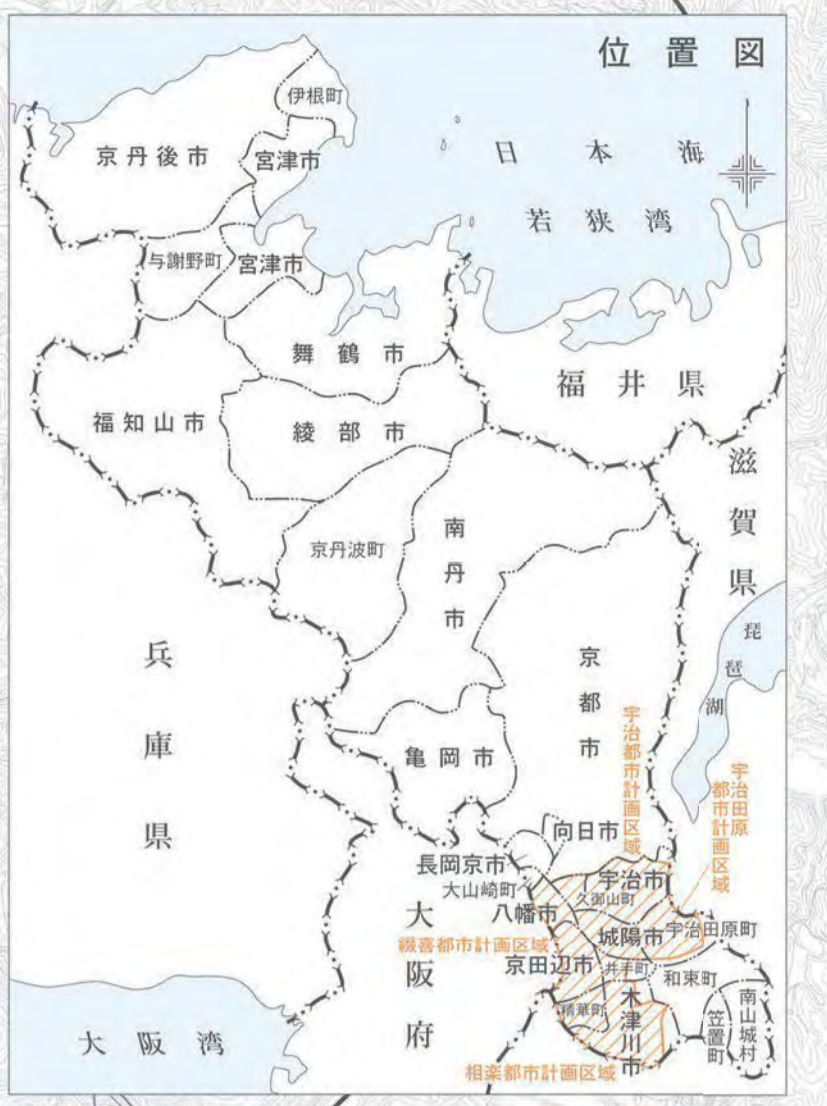 位置図
伊根町
京丹後市
宮津市
日本海
若狭湾
与謝野町
宮津市
舞鶴市
福井県
福知山市
綾部市
滋賀県
京丹波町
南丹市
琵琶湖
兵庫県
京都市
宇治都市計画区域
亀岡市
宇治田原
都市計画区域
向日市
長岡京市
大山崎町
宇治市
久御山町
八幡市
大阪府
城陽市
宇治田原町
綴喜都市計画区域
京田辺市
井手町
和束町
木津川市
精華町
笠置町
南山城村
大阪湾
相楽都市計画区域